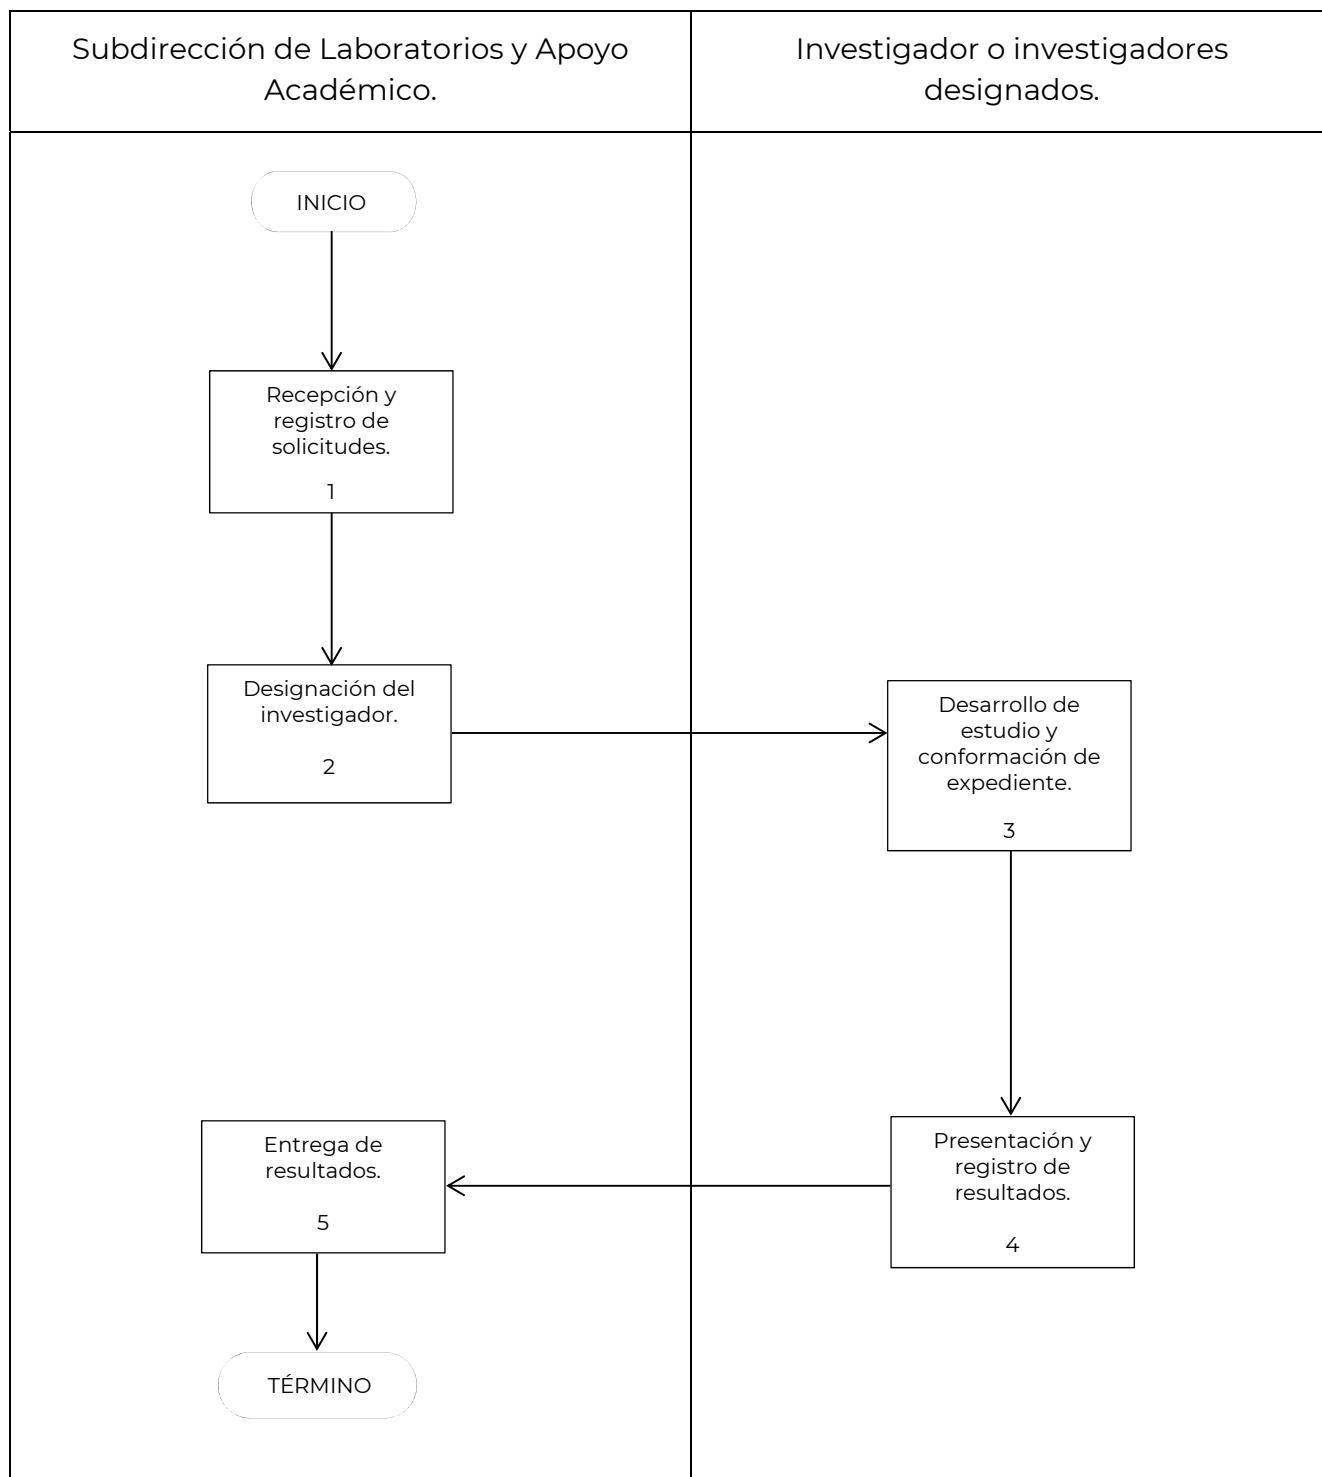 Subdirección de Laboratorios y Apoyo
Académico.
Investigador o investigadores
designados.
INICIO
Recepción y
registro de
solicitudes.
1
Designación del
investigador.
2
Desarrollo de
estudio y
conformación de
expediente.
3
Presentación y
registro de
resultados.
4
Entrega de
resultados.
5
TÉRMINO